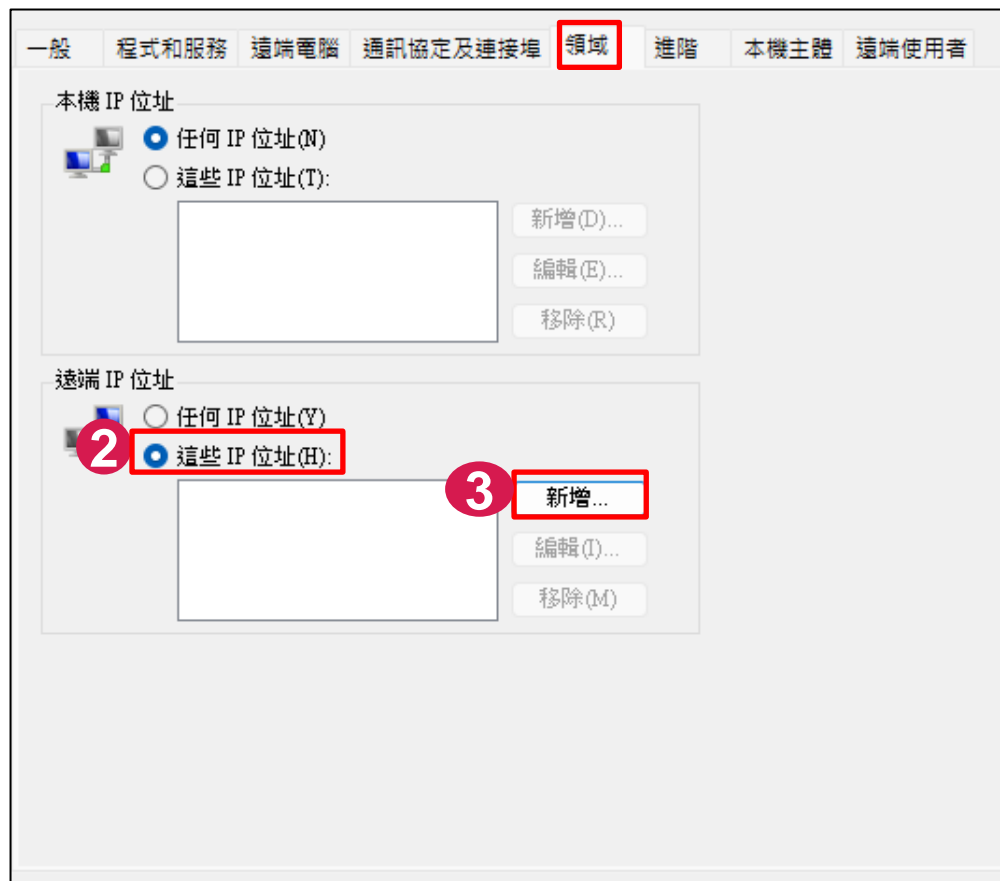 一般 程式和服務 遠端電腦 通訊協定及連接埠 領域 進階 本機主體 遠端使用者
本機 IP 位址
任何 IP 位址(N)
這些 IP 位址(T):
新增(D)...
編輯(E)...
移除(R)
遠端 IP 位址
任何 IP 位址(Y)
2 這些 IP 位址(H):
3 新增...
編輯(I)...
移除(M)